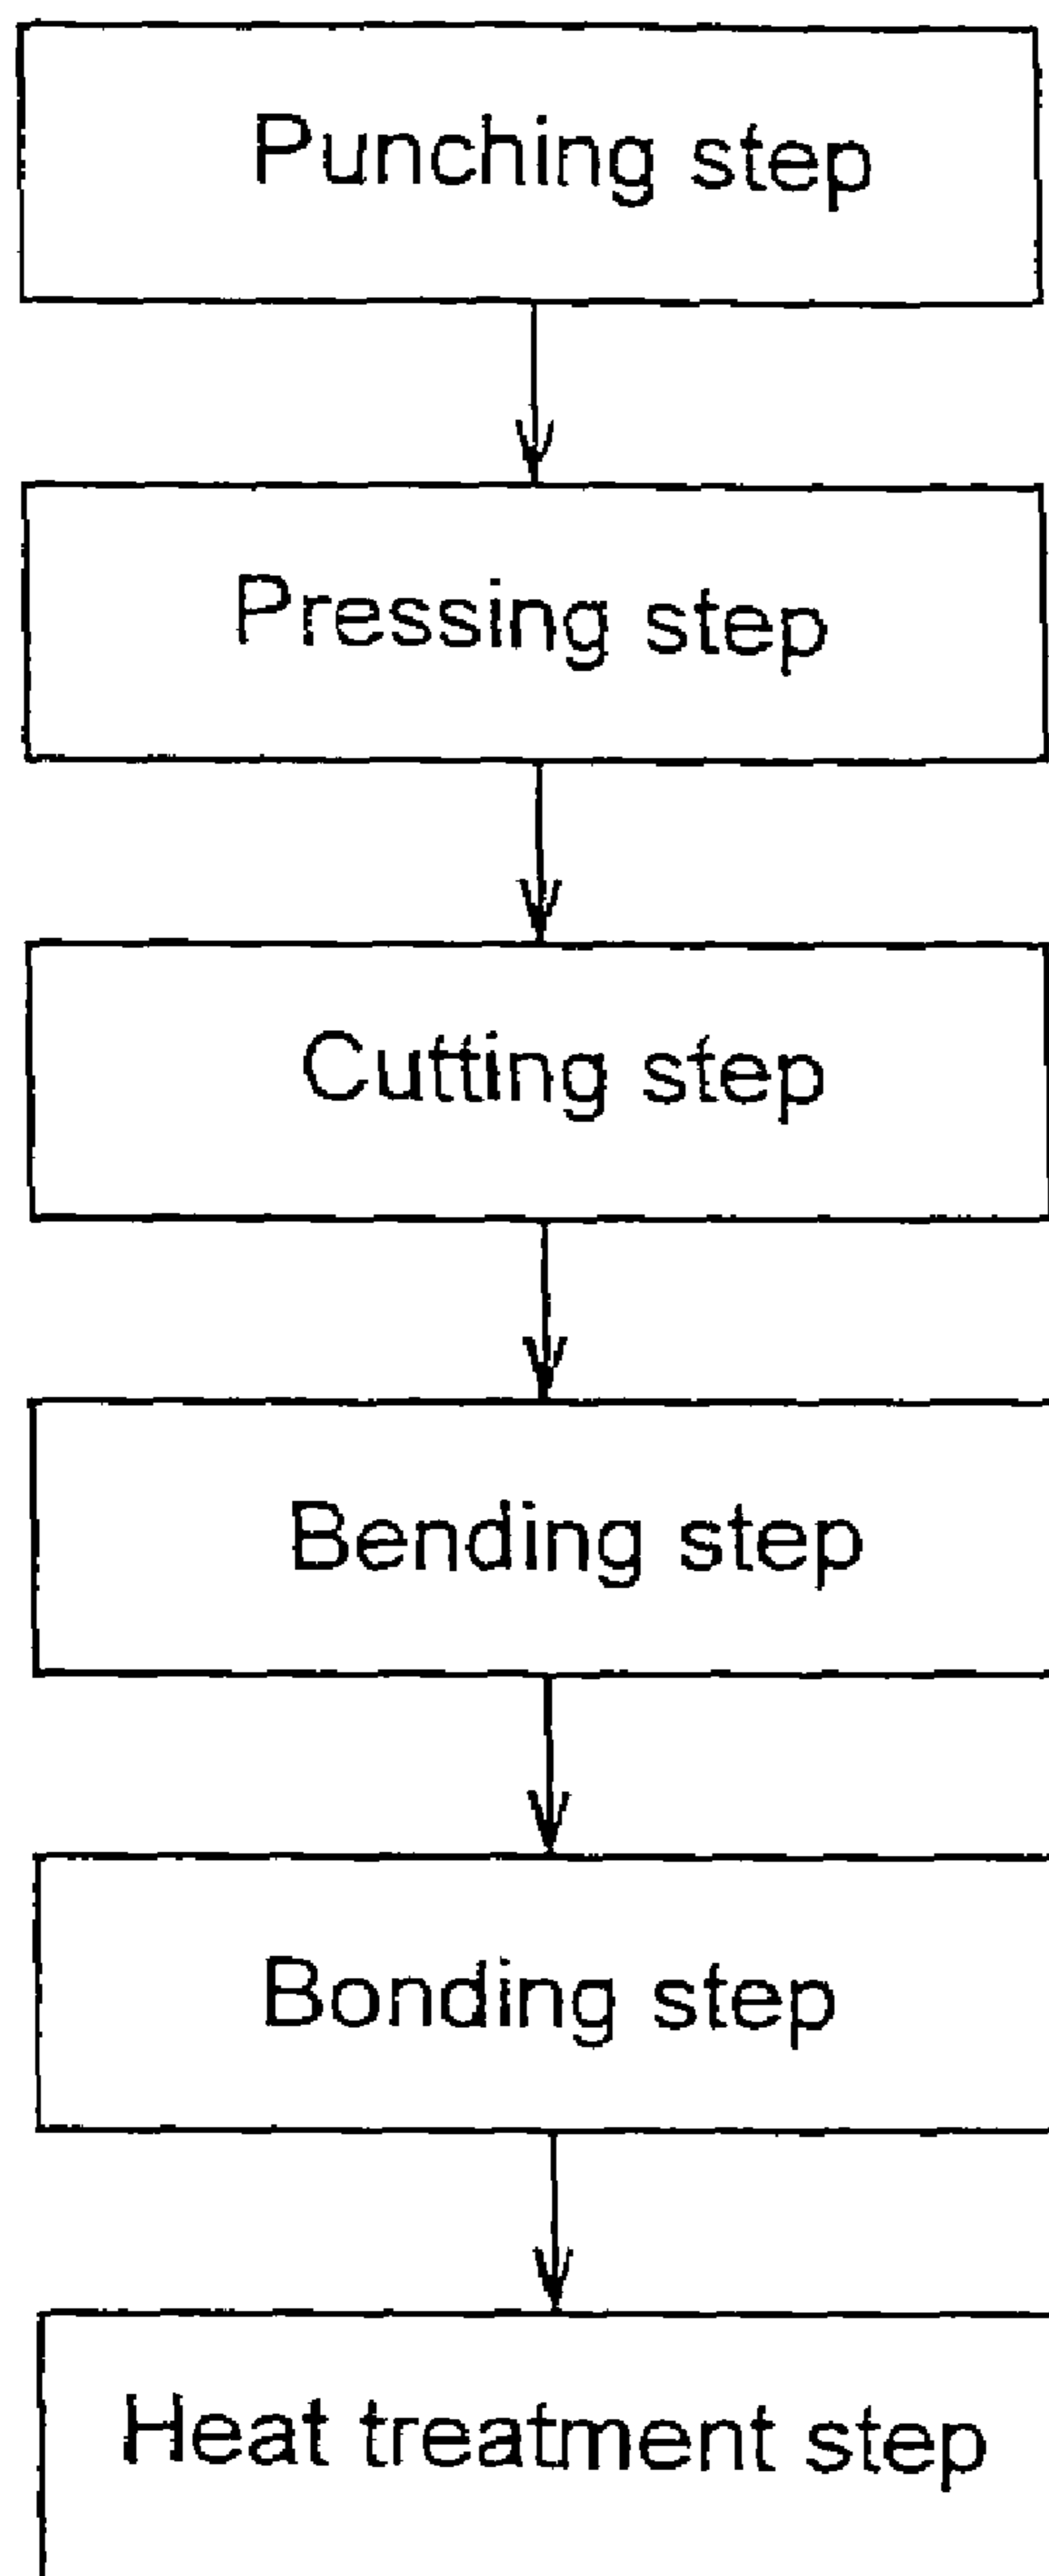 Punching step
Pressing step
Cutting step
Bending step
Bonding step
Heat treatment step